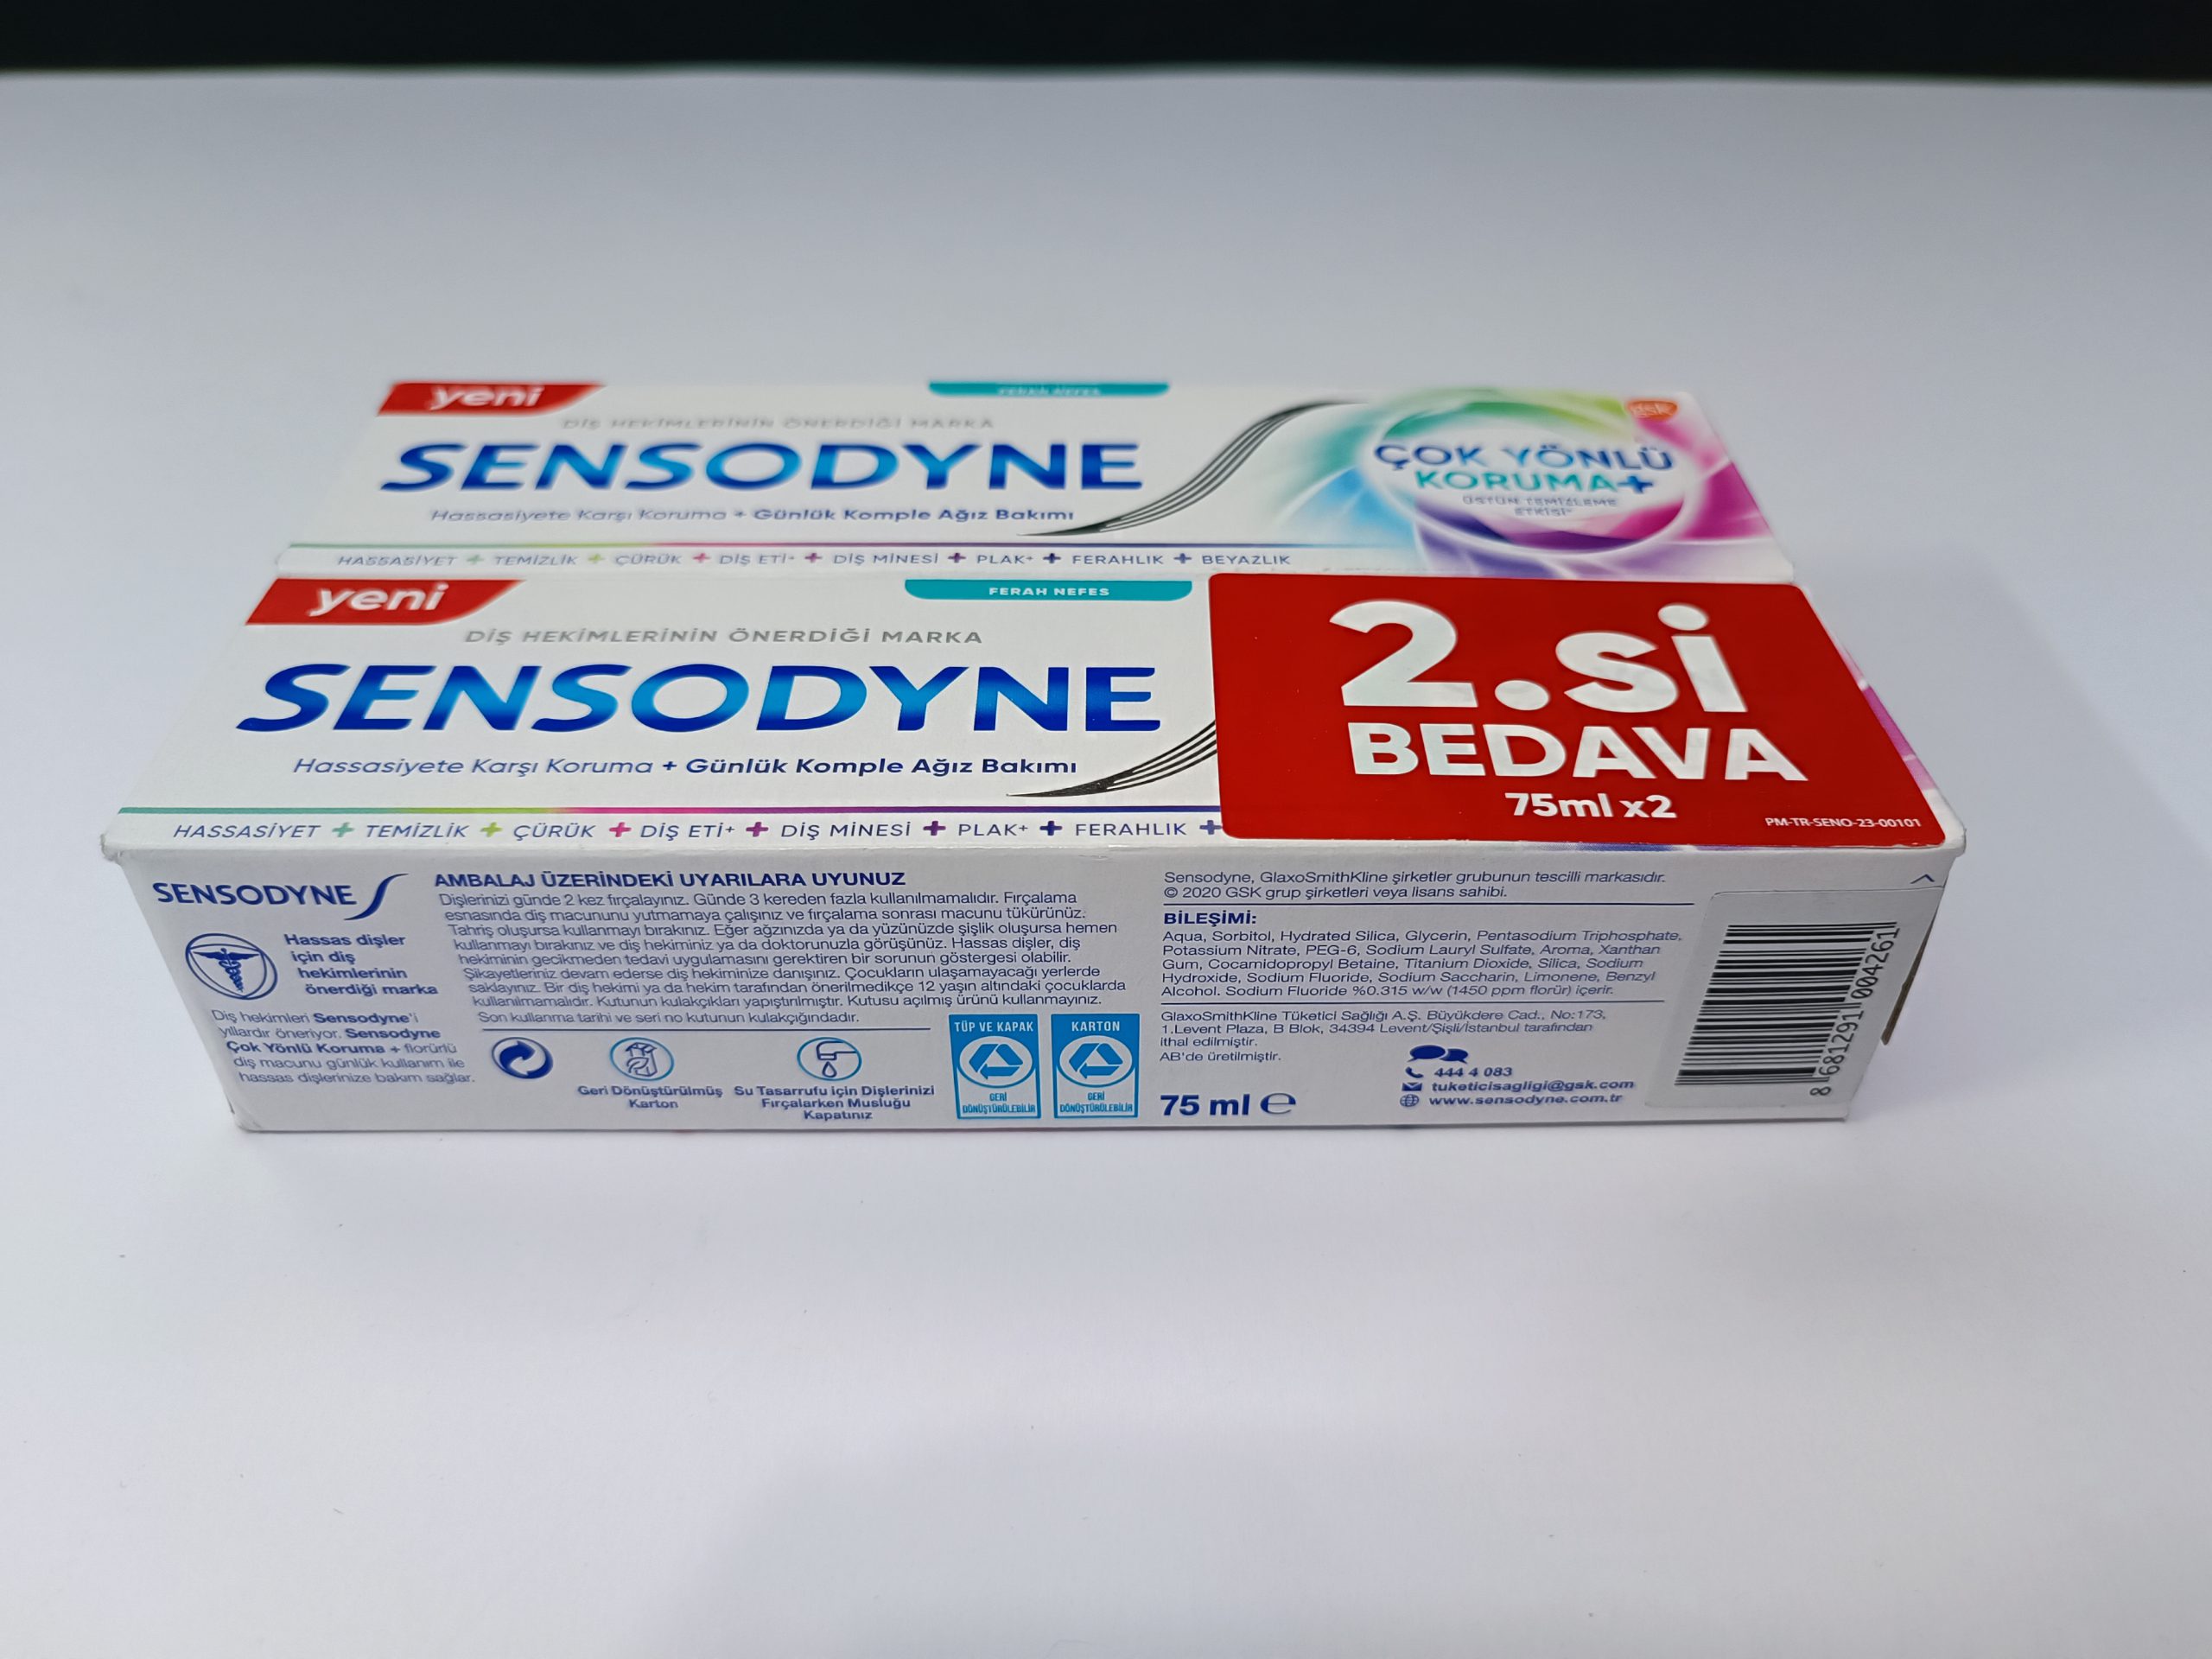 yeni
FERAH NEFES
DİŞ HEKİMLERİNİN ÖNERDİĞİ MARKA
SENSODYNE
Hassasiyete Karşı Koruma + Günlük Komple Ağız Bakımı
HASSASİYET + TEMİZLİK + ÇÜRÜK + DİŞ ETİ+ + DİŞ MİNESİ + PLAK+ + FERAHLIK + BEYAZLIK
gsk
ÇOK YÖNLÜ
KORUMA+
ÜSTÜN TEMİZLEME
ETKİSİ*
yeni
FERAH NEFES
DİŞ HEKİMLERİNİN ÖNERDİĞİ MARKA
SENSODYNE
Hassasiyete Karşı Koruma + Günlük Komple Ağız Bakımı
HASSASİYET + TEMİZLİK + ÇÜRÜK + DİŞ ETİ+ + DİŞ MİNESİ + PLAK+ + FERAHLIK +
2.si
BEDAVA
75ml x2
PM-TR-SENO-23-00101
SENSODYNE
Hassas dişler
için diş
hekimlerinin
önerdiği marka
Diş hekimleri Sensodyne'i
yıllardır öneriyor. Sensodyne
Çok Yönlü Koruma + florürlü
diş macunu günlük kullanım ile
hassas dişlerinize bakım sağlar.
AMBALAJ ÜZERİNDEKİ UYARILARA UYUNUZ
Dişlerinizi günde 2 kez fırçalayınız. Günde 3 kereden fazla kullanılmamalıdır. Fırçalama
esnasında diş macununu yutmamaya çalışınız ve fırçalama sonrası macunu tükürünüz.
Tahriş oluşursa kullanmayı bırakınız. Eğer ağzınızda ya da yüzünüzde şişlik oluşursa hemen
kullanmayı bırakınız ve diş hekiminiz ya da doktorunuzla görüşünüz. Hassas dişler, diş
hekiminin gecikmeden tedavi uygulamasını gerektiren bir sorunun göstergesi olabilir.
Şikayetleriniz devam ederse diş hekiminize danışınız. Çocukların ulaşamayacağı yerlerde
saklayınız. Bir diş hekimi ya da hekim tarafından önerilmedikçe 12 yaşın altındaki çocuklarda
kullanılmamalıdır. Kutunun kulakçıkları yapıştırılmıştır. Kutusu açılmış ürünü kullanmayınız.
Son kullanma tarihi ve seri no kutunun kulakçığındadır.
Geri Dönüştürülmüş
Karton
Su Tasarrufu için Dişlerinizi
Fırçalarken Musluğu
Kapatınız
TÜP VE KAPAK
GERİ
DÖNÜŞTÜRÜLEBİLİR
KARTON
GERİ
DÖNÜŞTÜRÜLEBİLİR
Sensodyne, GlaxoSmithKline şirketler grubunun tescilli markasıdır.
© 2020 GSK grup şirketleri veya lisans sahibi.
BİLEŞİMİ:
Aqua, Sorbitol, Hydrated Silica, Glycerin, Pentasodium Triphosphate,
Potassium Nitrate, PEG-6, Sodium Lauryl Sulfate, Aroma, Xanthan
Gum, Cocamidopropyl Betaine, Titanium Dioxide, Silica, Sodium
Hydroxide, Sodium Fluoride, Sodium Saccharin, Limonene, Benzyl
Alcohol. Sodium Fluoride %0.315 w/w (1450 ppm florür) içerir.
GlaxoSmithKline Tüketici Sağlığı A.Ş. Büyükdere Cad., No:173,
1.Levent Plaza, B Blok, 34394 Levent/Şişli/İstanbul tarafından
ithal edilmiştir.
AB'de üretilmiştir.
75 ml e
444 4 083
tuketicisagligi@gsk.com
www.sensodyne.com.tr
8 681291 004261